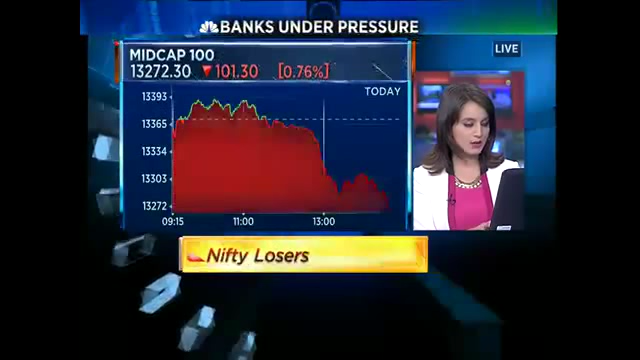 BANKS UNDER PRESSURE
LIVE
MIDCAP 100
13272.30 ▼101.30 [0.76%]
TODAY
13393
13365
13334
13303
13272
09:15 11:00 13:00
Nifty Losers